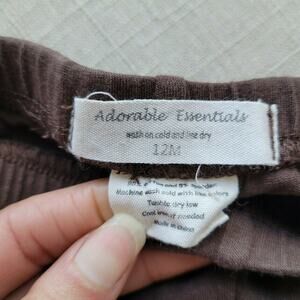 Adorable Essentials
wash on cold and line dry
12M
Machine wash cold with like colors
Tumble dry low
Cool iron if needed
Made in China